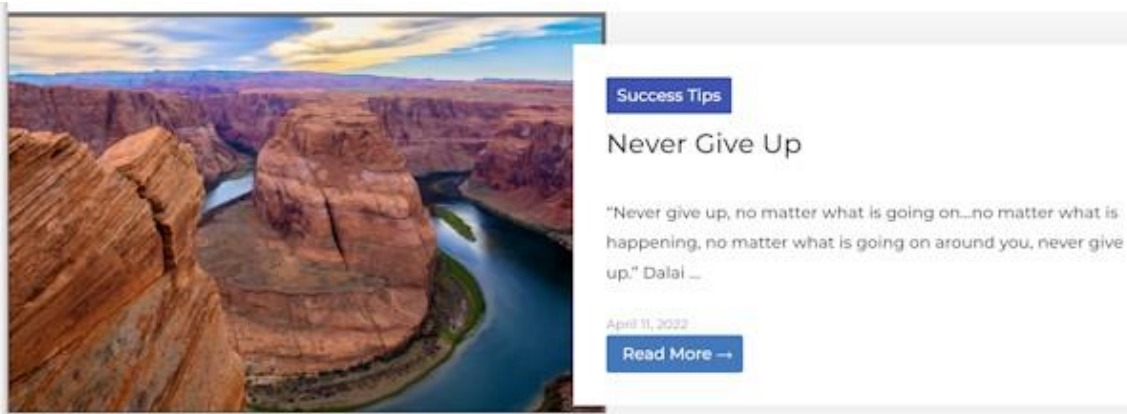 Success Tips
Never Give Up
“Never give up, no matter what is going on...no matter what is
happening, no matter what is going on around you, never give
up.” Dalai ...
April 11, 2022
Read More →